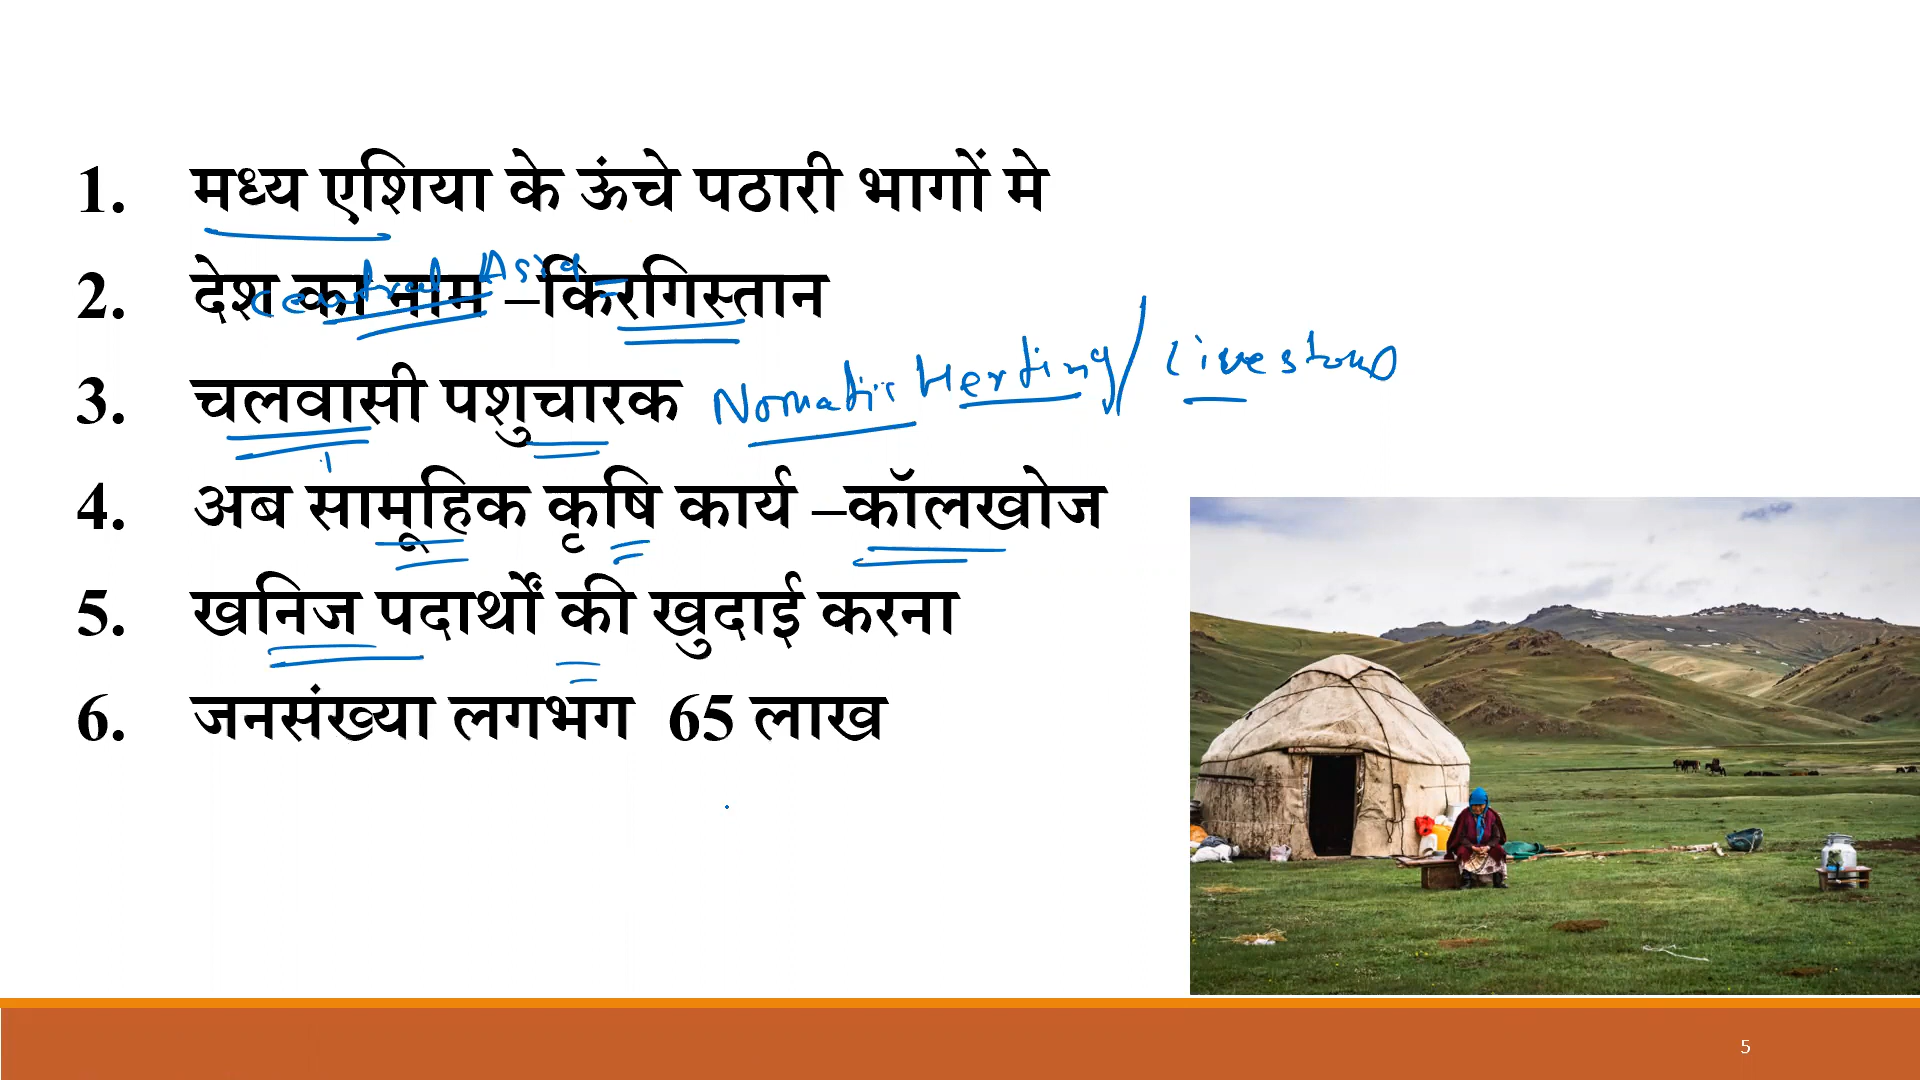 1. मध्य एशिया के ऊंचे पठारी भागों मे
2. देश का नाम –किरगिस्तान
Central Asia
3. चलवासी पशुचारक
Nomadic Herding/
4. अब सामूहिक कृषि कार्य –कॉलखोज
5. खनिज पदार्थों की खुदाई करना
6. जनसंख्या लगभग 65 लाख
5